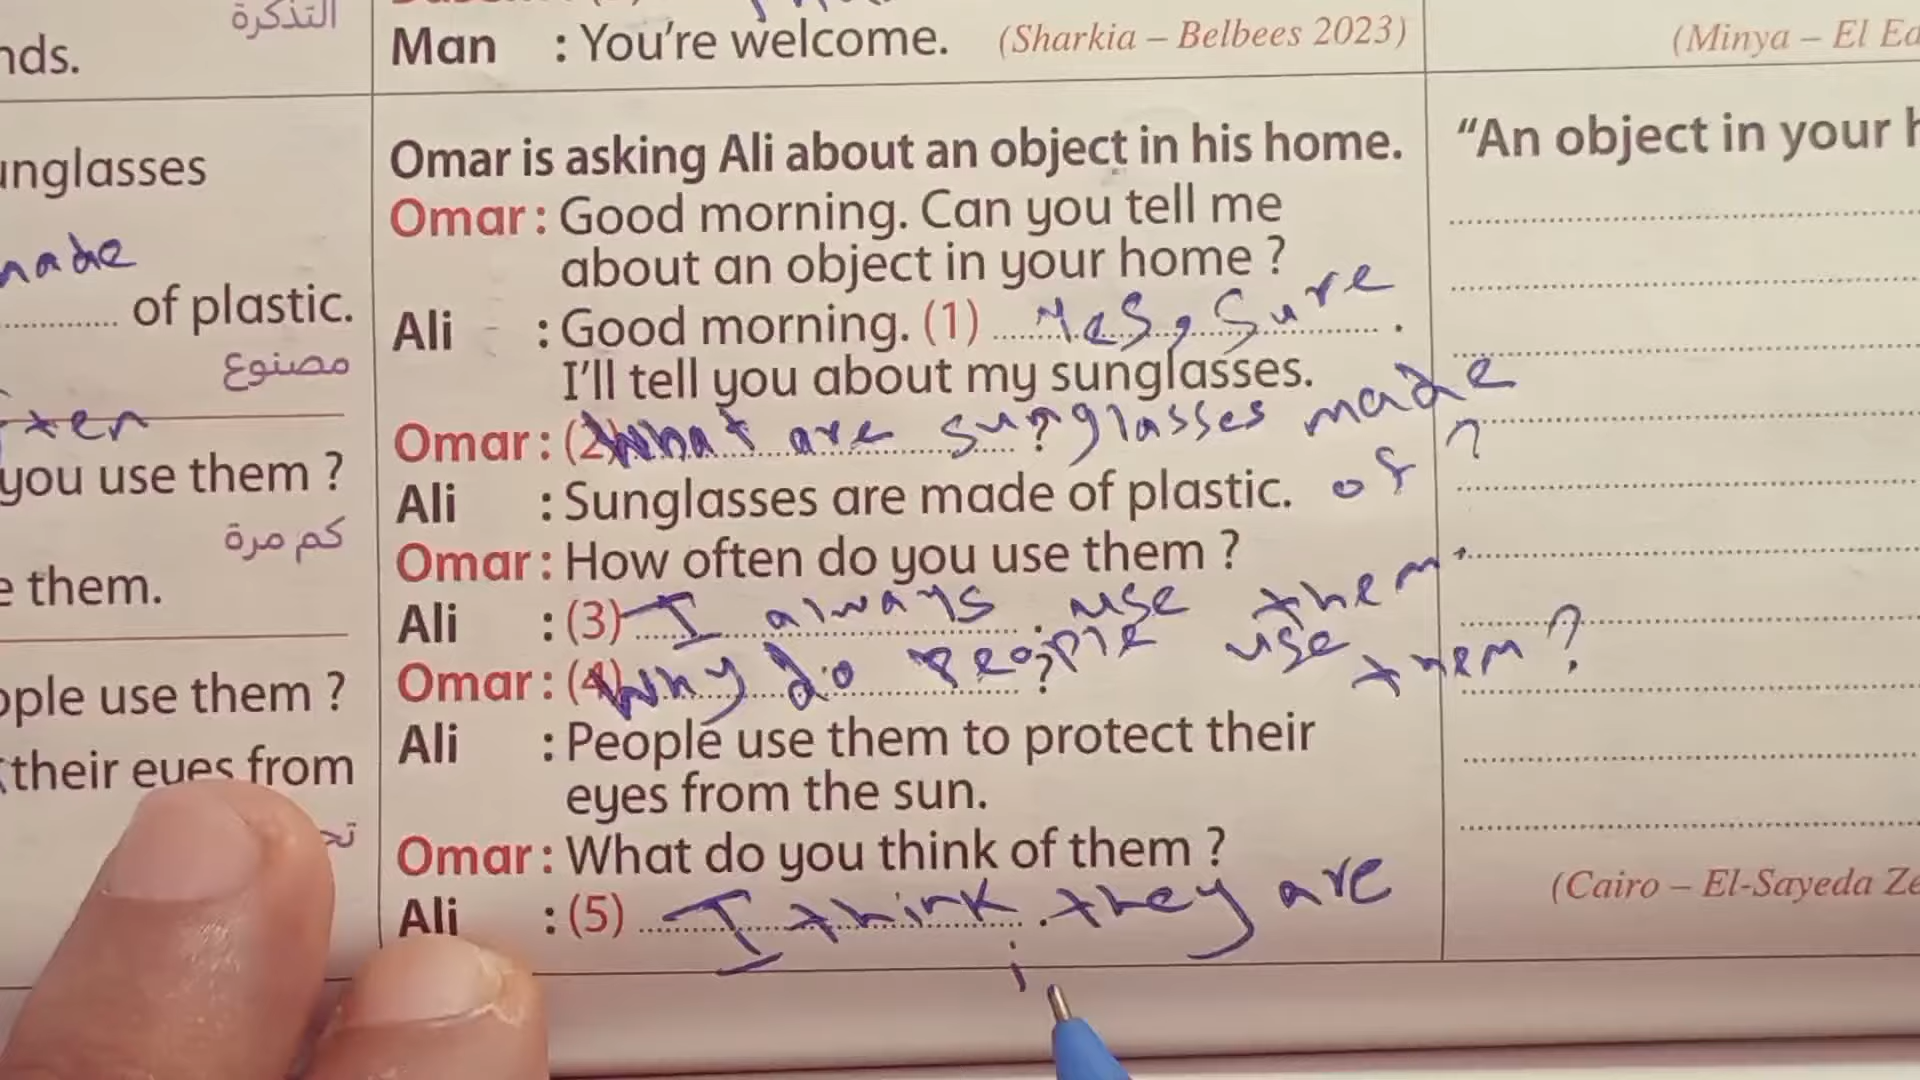 التذكرة
Man : You're welcome. (Sharkia – Belbees 2023)
nds.
(Minya – El Ed
unglasses
made
of plastic.
مصنوع
you use them ?
كم مرة
e them.
ople use them ?
their eyes from
Omar is asking Ali about an object in his home.
Omar : Good morning. Can you tell me
about an object in your home ?
Ali : Good morning. (1) Yes, Sure .
I'll tell you about my sunglasses.
Omar : (2) What are sunglasses made
of ?
Ali : Sunglasses are made of plastic.
Omar : How often do you use them ?
Ali : (3) I always use them.
Omar : (4) Why do people use them ?
Ali : People use them to protect their
eyes from the sun.
Omar : What do you think of them ?
Ali : (5) I think they are
i
"An object in your h
(Cairo – El-Sayeda Ze